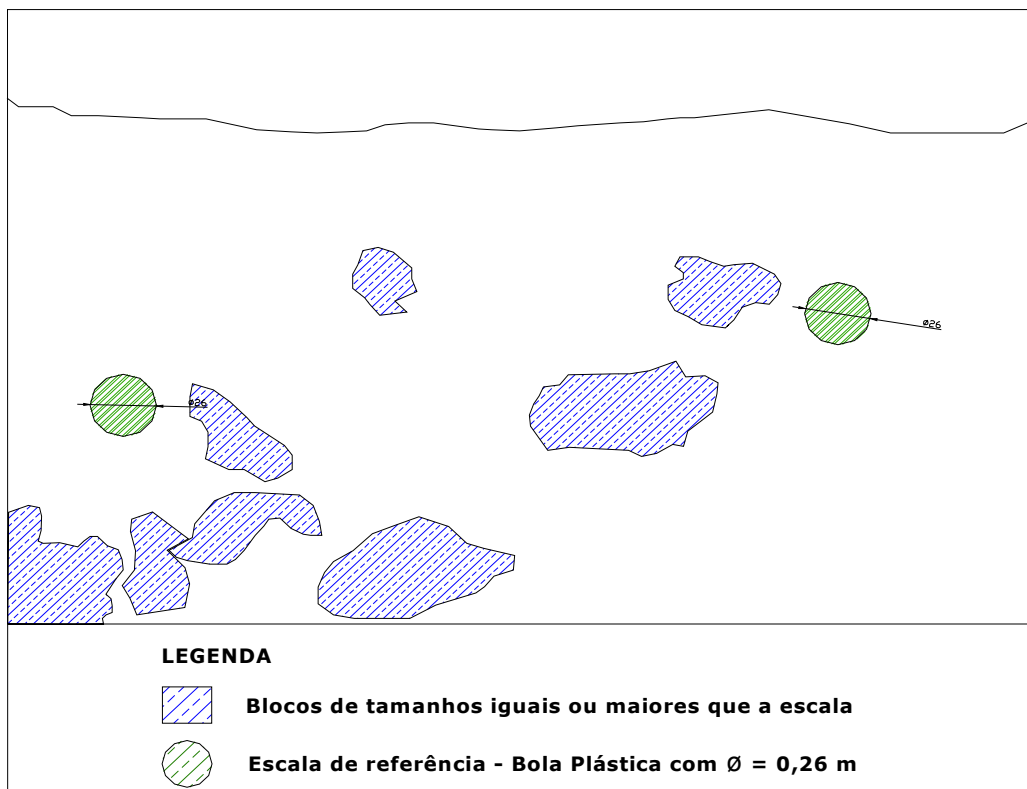 ø26
ø26
LEGENDA
Blocos de tamanhos iguais ou maiores que a escala
Escala de referência - Bola Plástica com Ø = 0,26 m